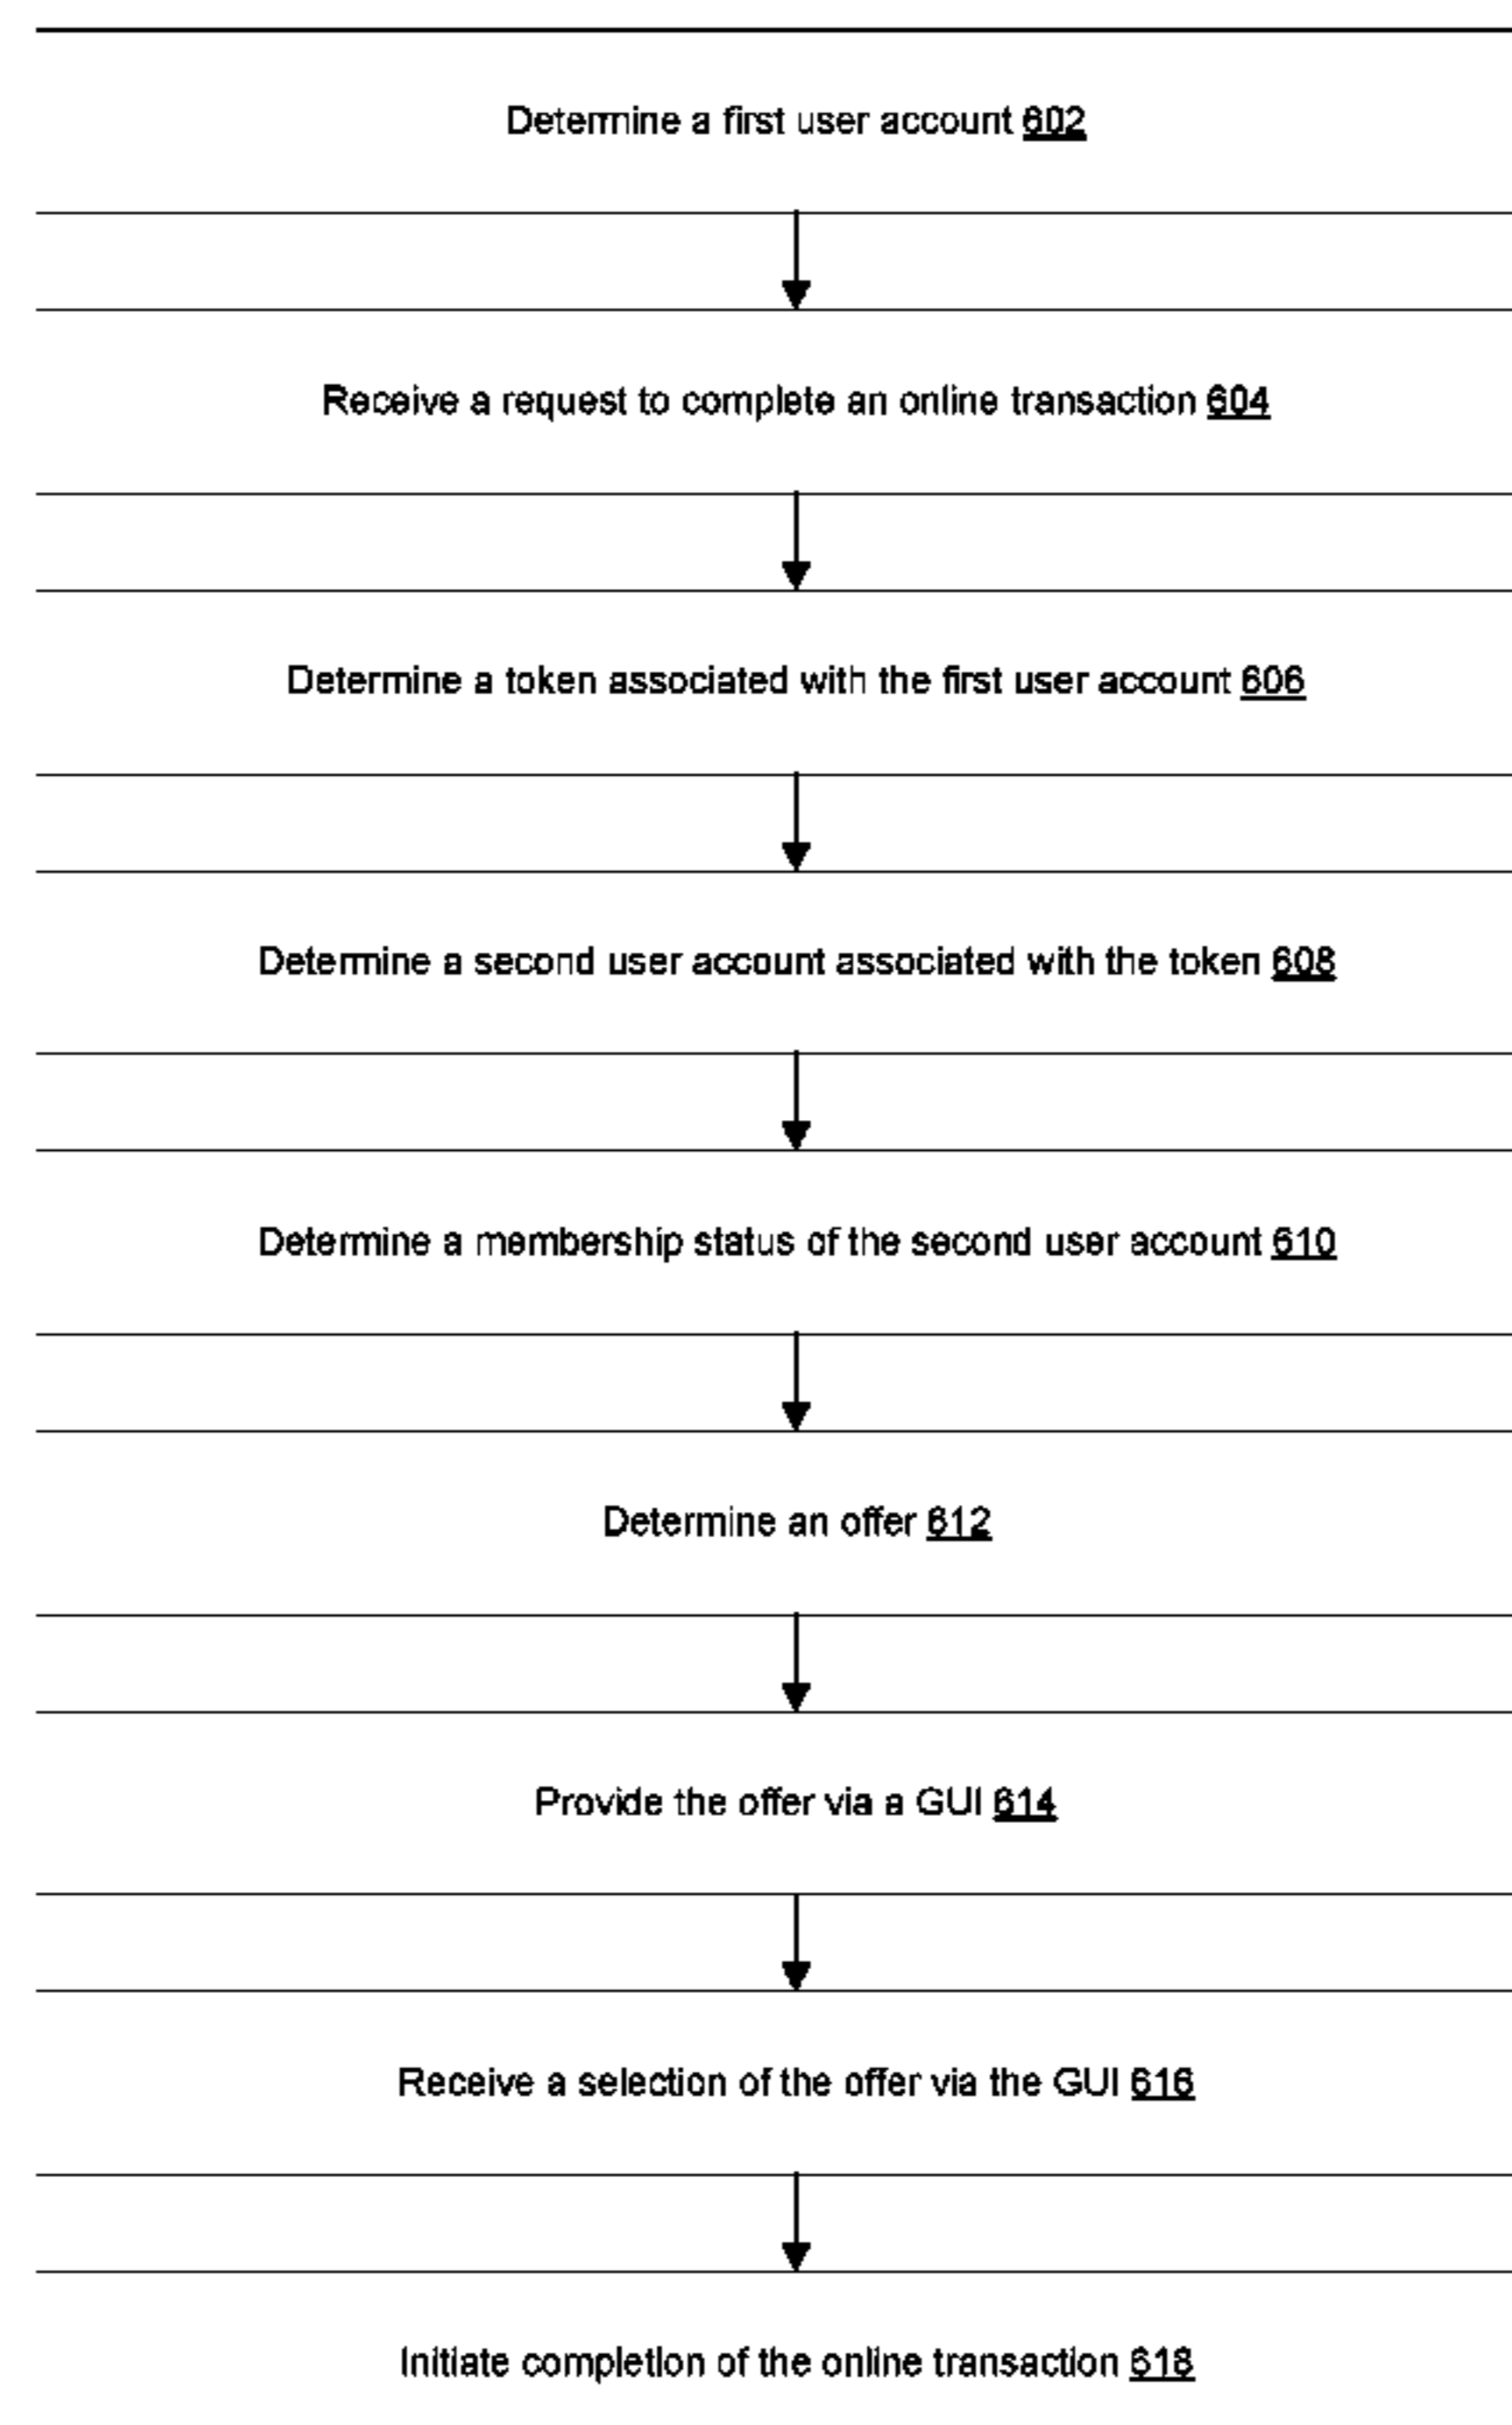 Determine a first user account 602
Receive a request to complete an online transaction 604
Determine a token associated with the first user account 606
Determine a second user account associated with the token 608
Determine a membership status of the second user account 610
Determine an offer 612
Provide the offer via a GUI 614
Receive a selection of the offer via the GUI 616
Initiate completion of the online transaction 618